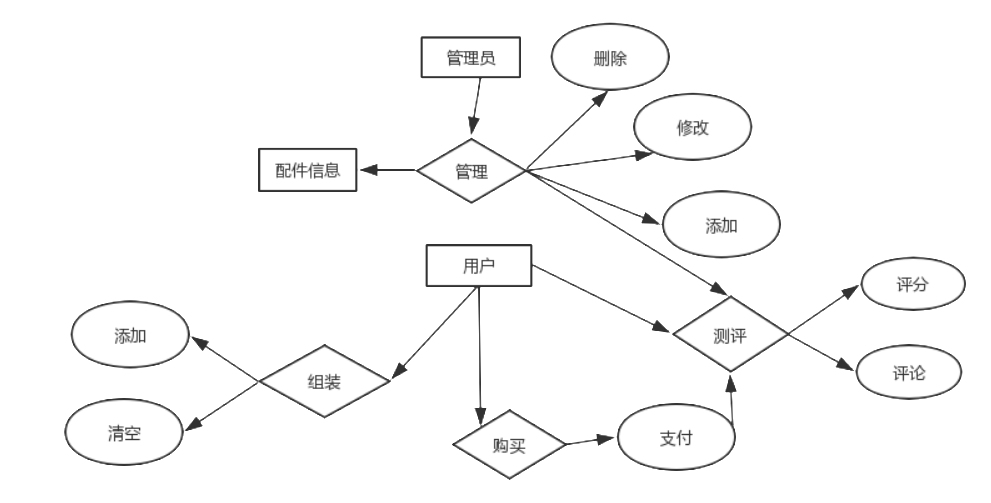 管理员
删除
修改
配件信息
管理
添加
用户
评分
添加
测评
组装
评论
清空
购买
支付